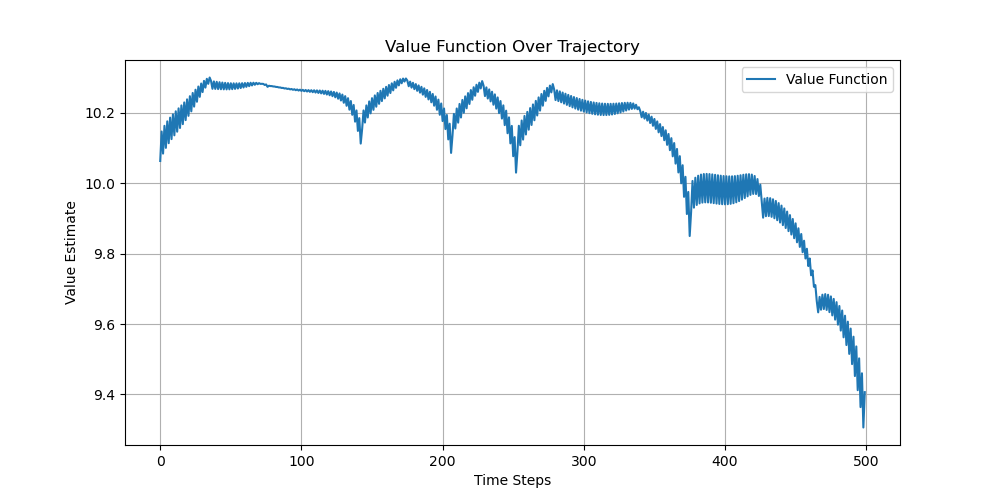 Value Function Over Trajectory
Value Function
Value Estimate
10.2
10.0
9.8
9.6
9.4
0 100 200 300 400 500
Time Steps